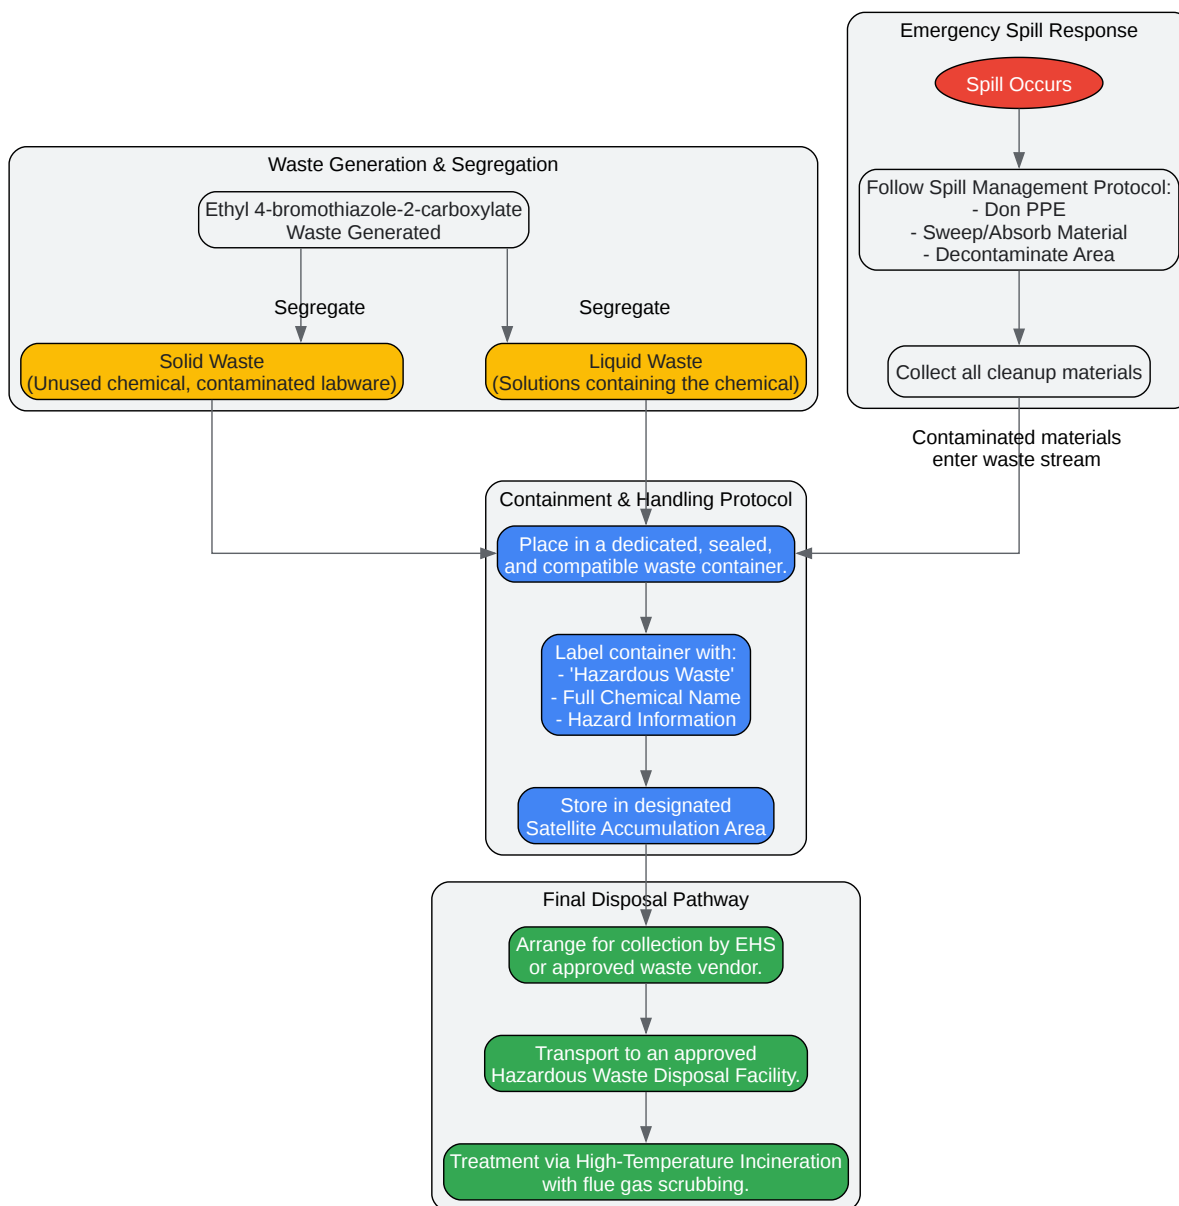 Emergency Spill Response
Spill Occurs
Follow Spill Management Protocol:
- Don PPE
- Sweep/Absorb Material
- Decontaminate Area
Collect all cleanup materials
Contaminated materials
enter waste stream
Waste Generation & Segregation
Ethyl 4-bromothiazole-2-carboxylate
Waste Generated
Segregate
Segregate
Solid Waste
(Unused chemical, contaminated labware)
Liquid Waste
(Solutions containing the chemical)
Containment & Handling Protocol
Place in a dedicated, sealed,
and compatible waste container.
Label container with:
- 'Hazardous Waste'
- Full Chemical Name
- Hazard Information
Store in designated
Satellite Accumulation Area
Final Disposal Pathway
Arrange for collection by EHS
or approved waste vendor.
Transport to an approved
Hazardous Waste Disposal Facility.
Treatment via High-Temperature Incineration
with flue gas scrubbing.